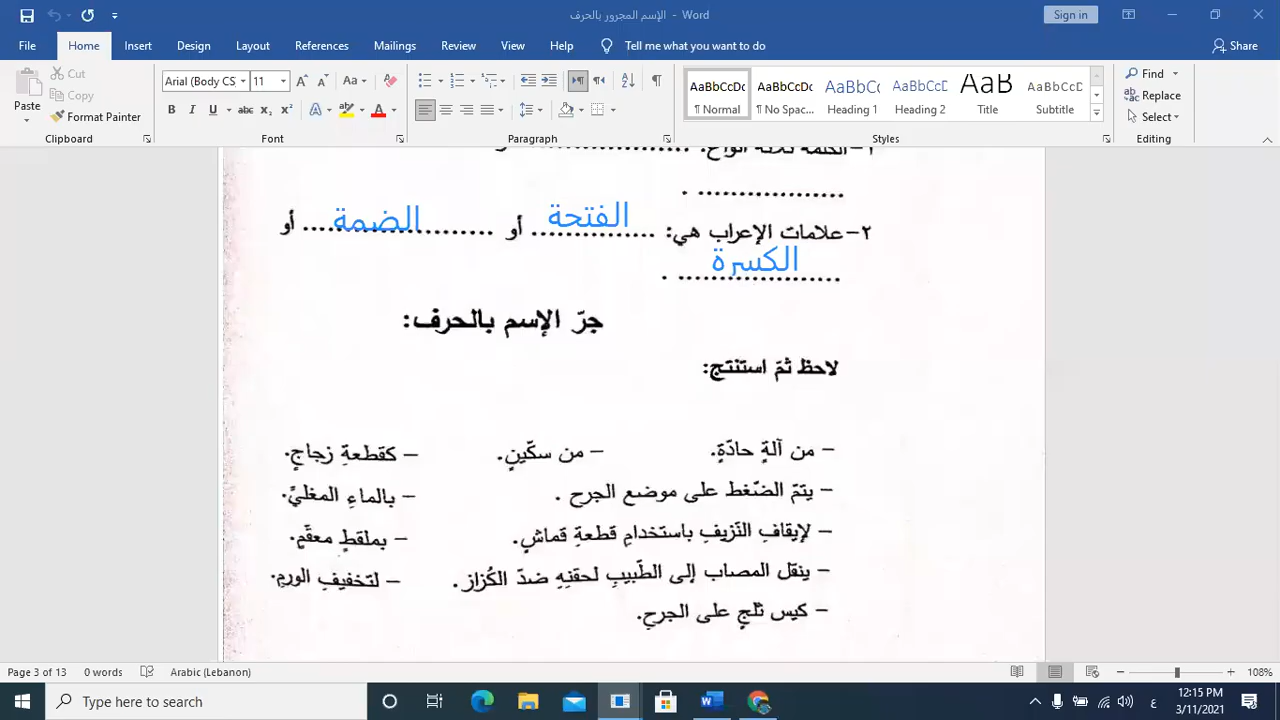 الإسم المجرور بالحرف - Word
Sign in
File Home Insert Design Layout References Mailings Review View Help Tell me what you want to do Share
Paste Cut Copy Format Painter
Arial (Body CS 11
Clipboard Font Paragraph Styles Editing
AaBbCcDc AaBbCcDc AaBbCc AaBbCcD AaB AaBbCcD
¶ Normal ¶ No Spac... Heading 1 Heading 2 Title Subtitle
Find Replace Select
١-الكلمة ثلاثة أنواع: ...................... و
................... .
٢-علامات الإعراب هي: الفتحة أو الضمة أو
الكسرة .
جرّ الإسم بالحرف:
لاحظ ثمّ استنتج:
– من آلةٍ حادّةٍ. – من سكّينٍ. – كقطعةِ زجاجٍ.
– يتمّ الضّغط على موضع الجرح . – بالماءِ المغليِّ.
– لإيقافِ النّزيفِ باستخدامِ قطعةِ قماشٍ. – بملقطٍ معقّمٍ.
– ينقل المصاب إلى الطّبيبِ لحقنِهِ ضدّ الكُزاز. – لتخفيفِ الورمِ.
– كيس ثلجٍ على الجرحِ.
Page 3 of 13 0 words Arabic (Lebanon) 108%
Type here to search
ع 12:15 PM
3/11/2021